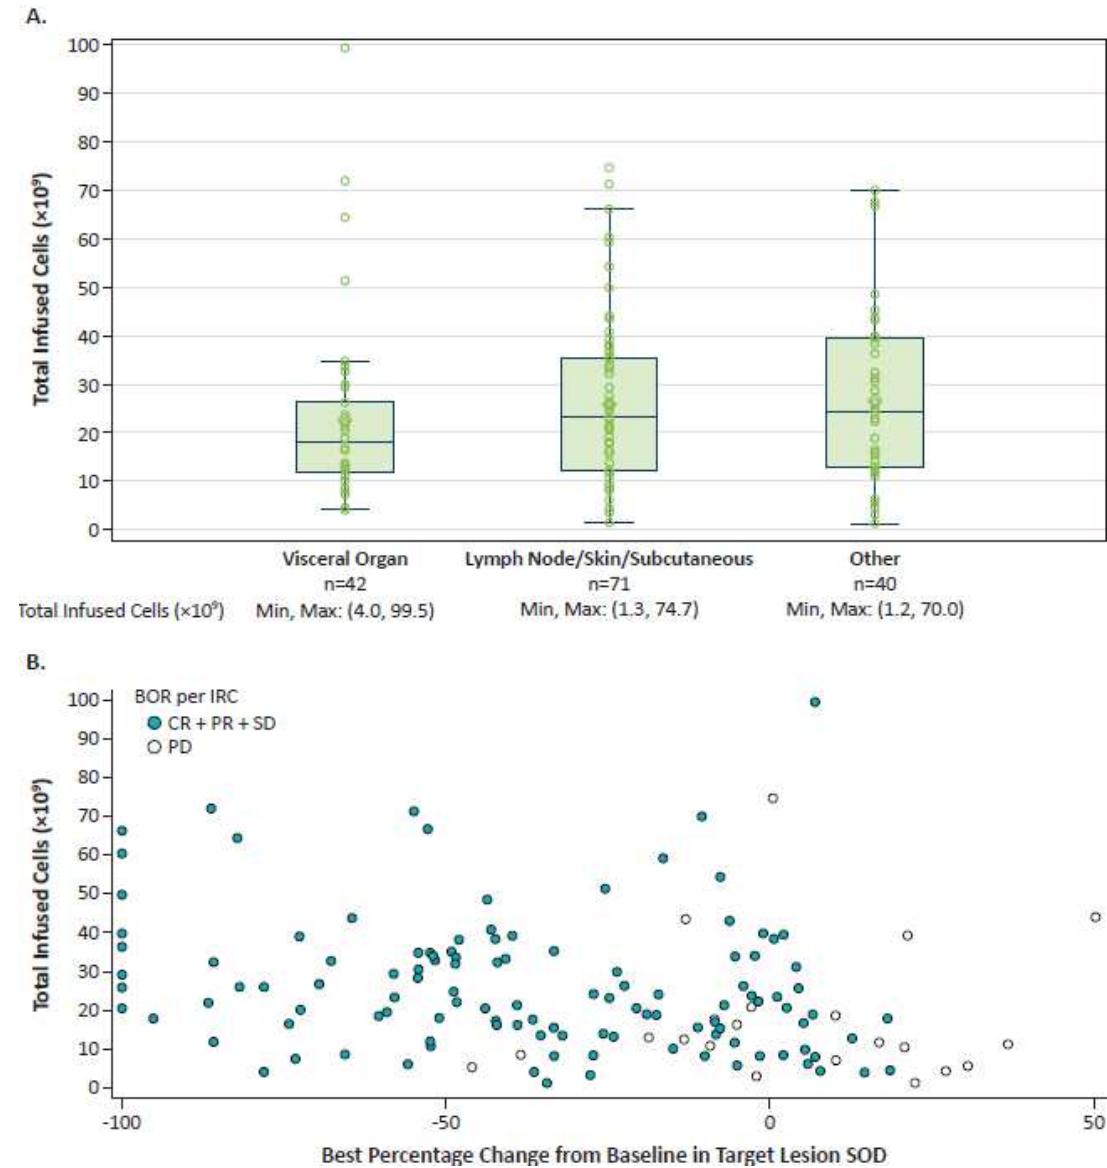 A.
100
90
80
70
60
50
40
30
20
10
0
Total Infused Cells (×10⁹)
Visceral Organ Lymph Node/Skin/Subcutaneous Other
n=42 n=71 n=40
Total Infused Cells (×10⁹) Min, Max: (4.0, 99.5) Min, Max: (1.3, 74.7) Min, Max: (1.2, 70.0)
B.
BOR per IRC
CR + PR + SD
PD
100
90
80
70
60
50
40
30
20
10
0
Total Infused Cells (×10⁹)
-100 -50 0 50
Best Percentage Change from Baseline in Target Lesion SOD